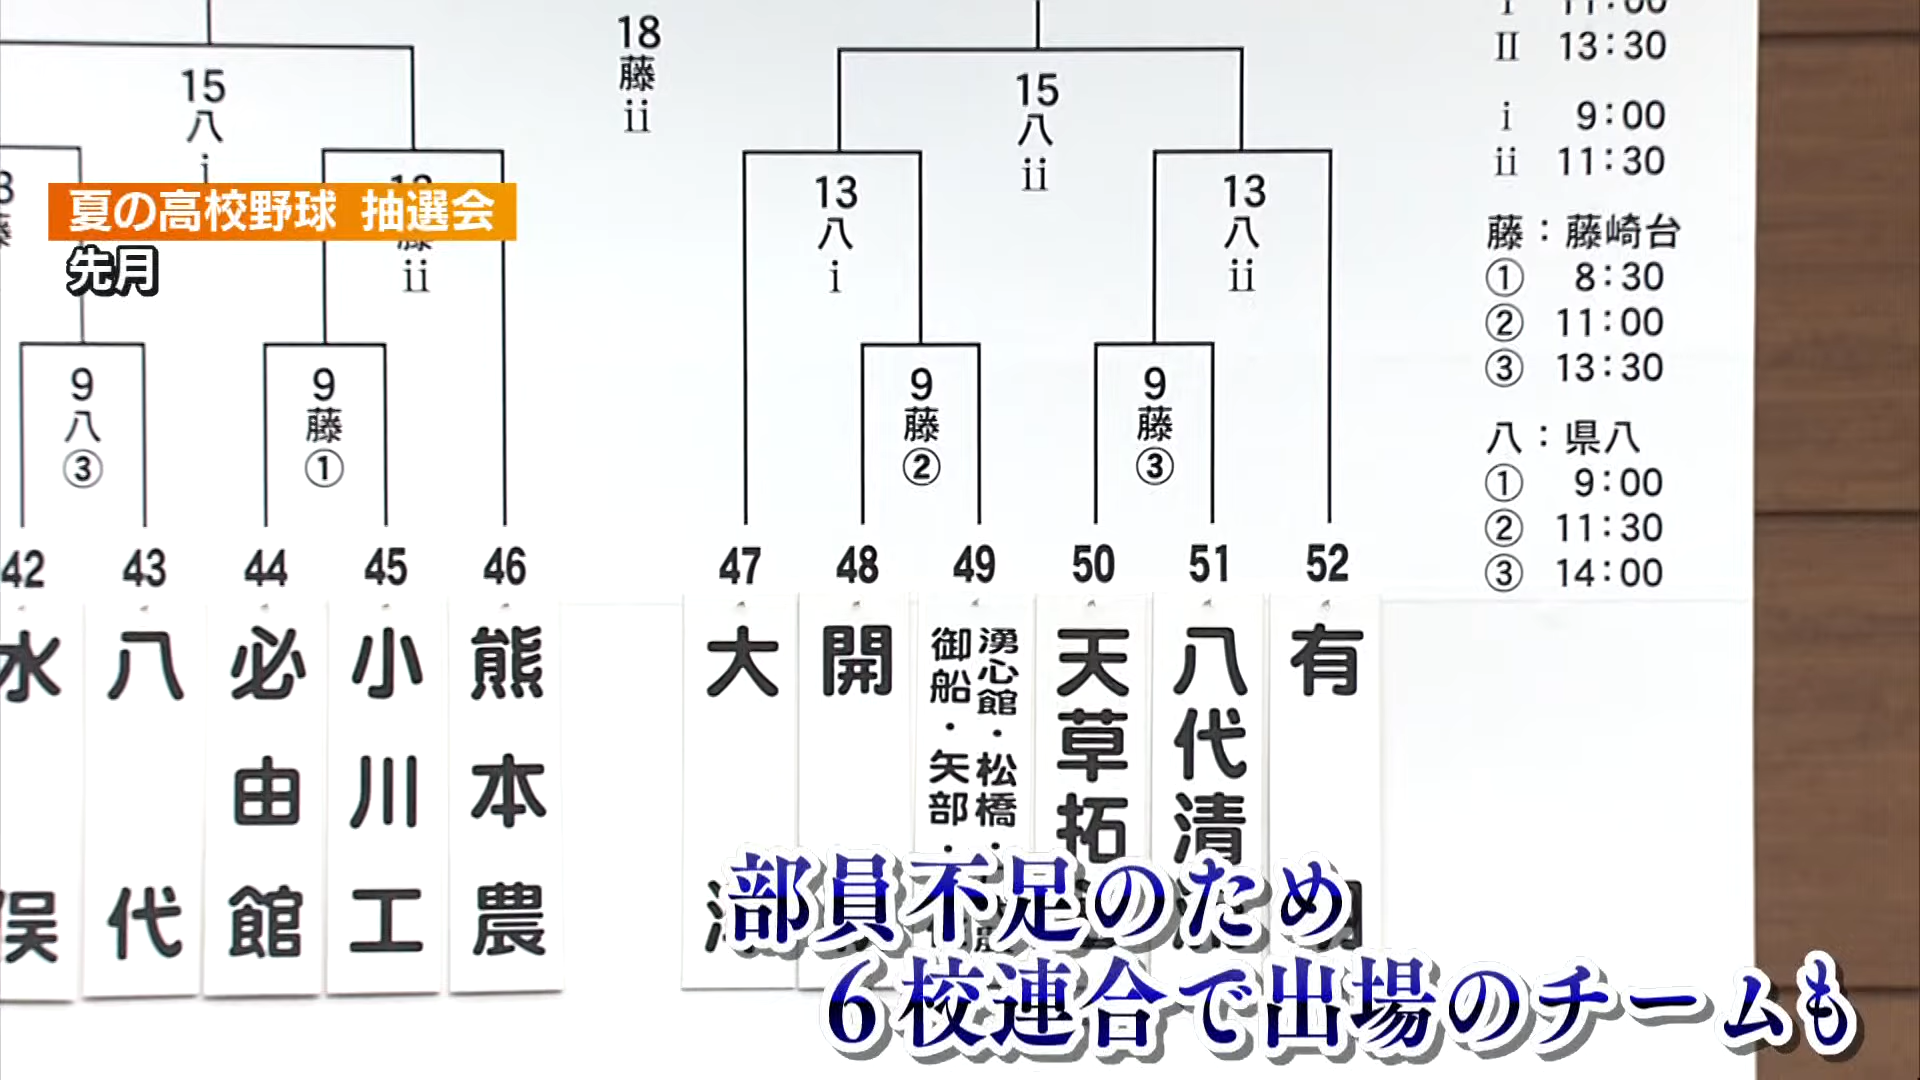 夏の高校野球 抽選会
先月
15
八
i
ii
9
八
③
9
藤
①
18
藤
ii
15
八
ii
13
八
i
13
八
ii
9
藤
②
9
藤
③
II 13:30
i 9:00
ii 11:30
藤:藤崎台
① 8:30
② 11:00
③ 13:30
八:県八
① 9:00
② 11:30
③ 14:00
42 43 44 45 46 47 48 49 50 51 52
水俣
八代
必由館
小川工
熊本農
大
開
湧心館・松橋・
御船・矢部・
天草拓
八代清
有
部員不足のため
6校連合で出場のチームも